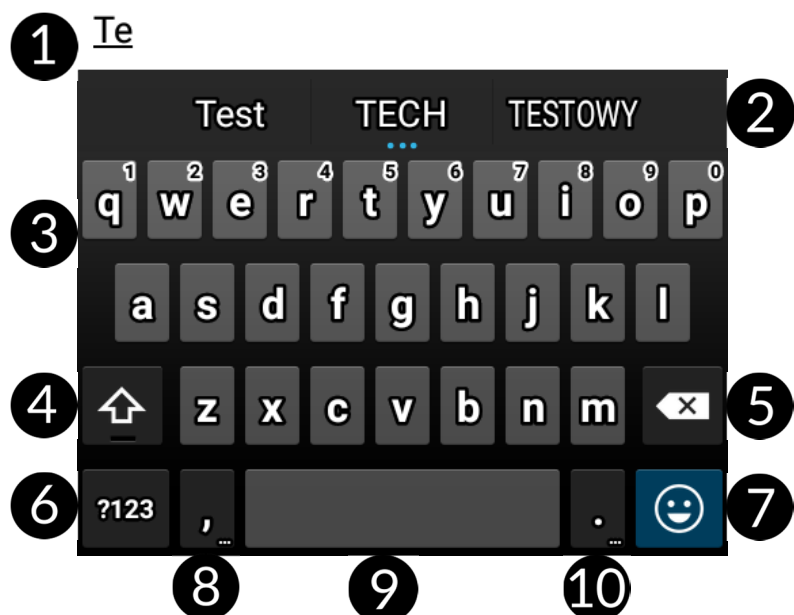 1 Te
Test TECH TESTOWY 2
1 2 3 4 5 6 7 8 9 0
q w e r t y u i o p
3
a s d f g h j k l
4 z x c v b n m 5
6 ?123 , . 7
8 9 10